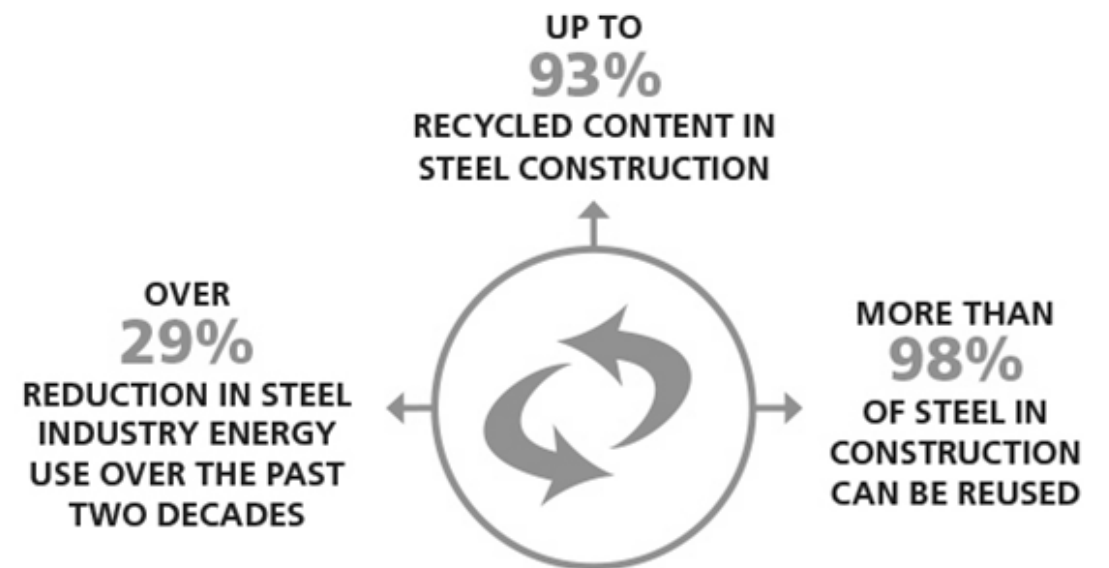 UP TO
93%
RECYCLED CONTENT IN
STEEL CONSTRUCTION
OVER
29%
REDUCTION IN STEEL
INDUSTRY ENERGY
USE OVER THE PAST
TWO DECADES
MORE THAN
98%
OF STEEL IN
CONSTRUCTION
CAN BE REUSED